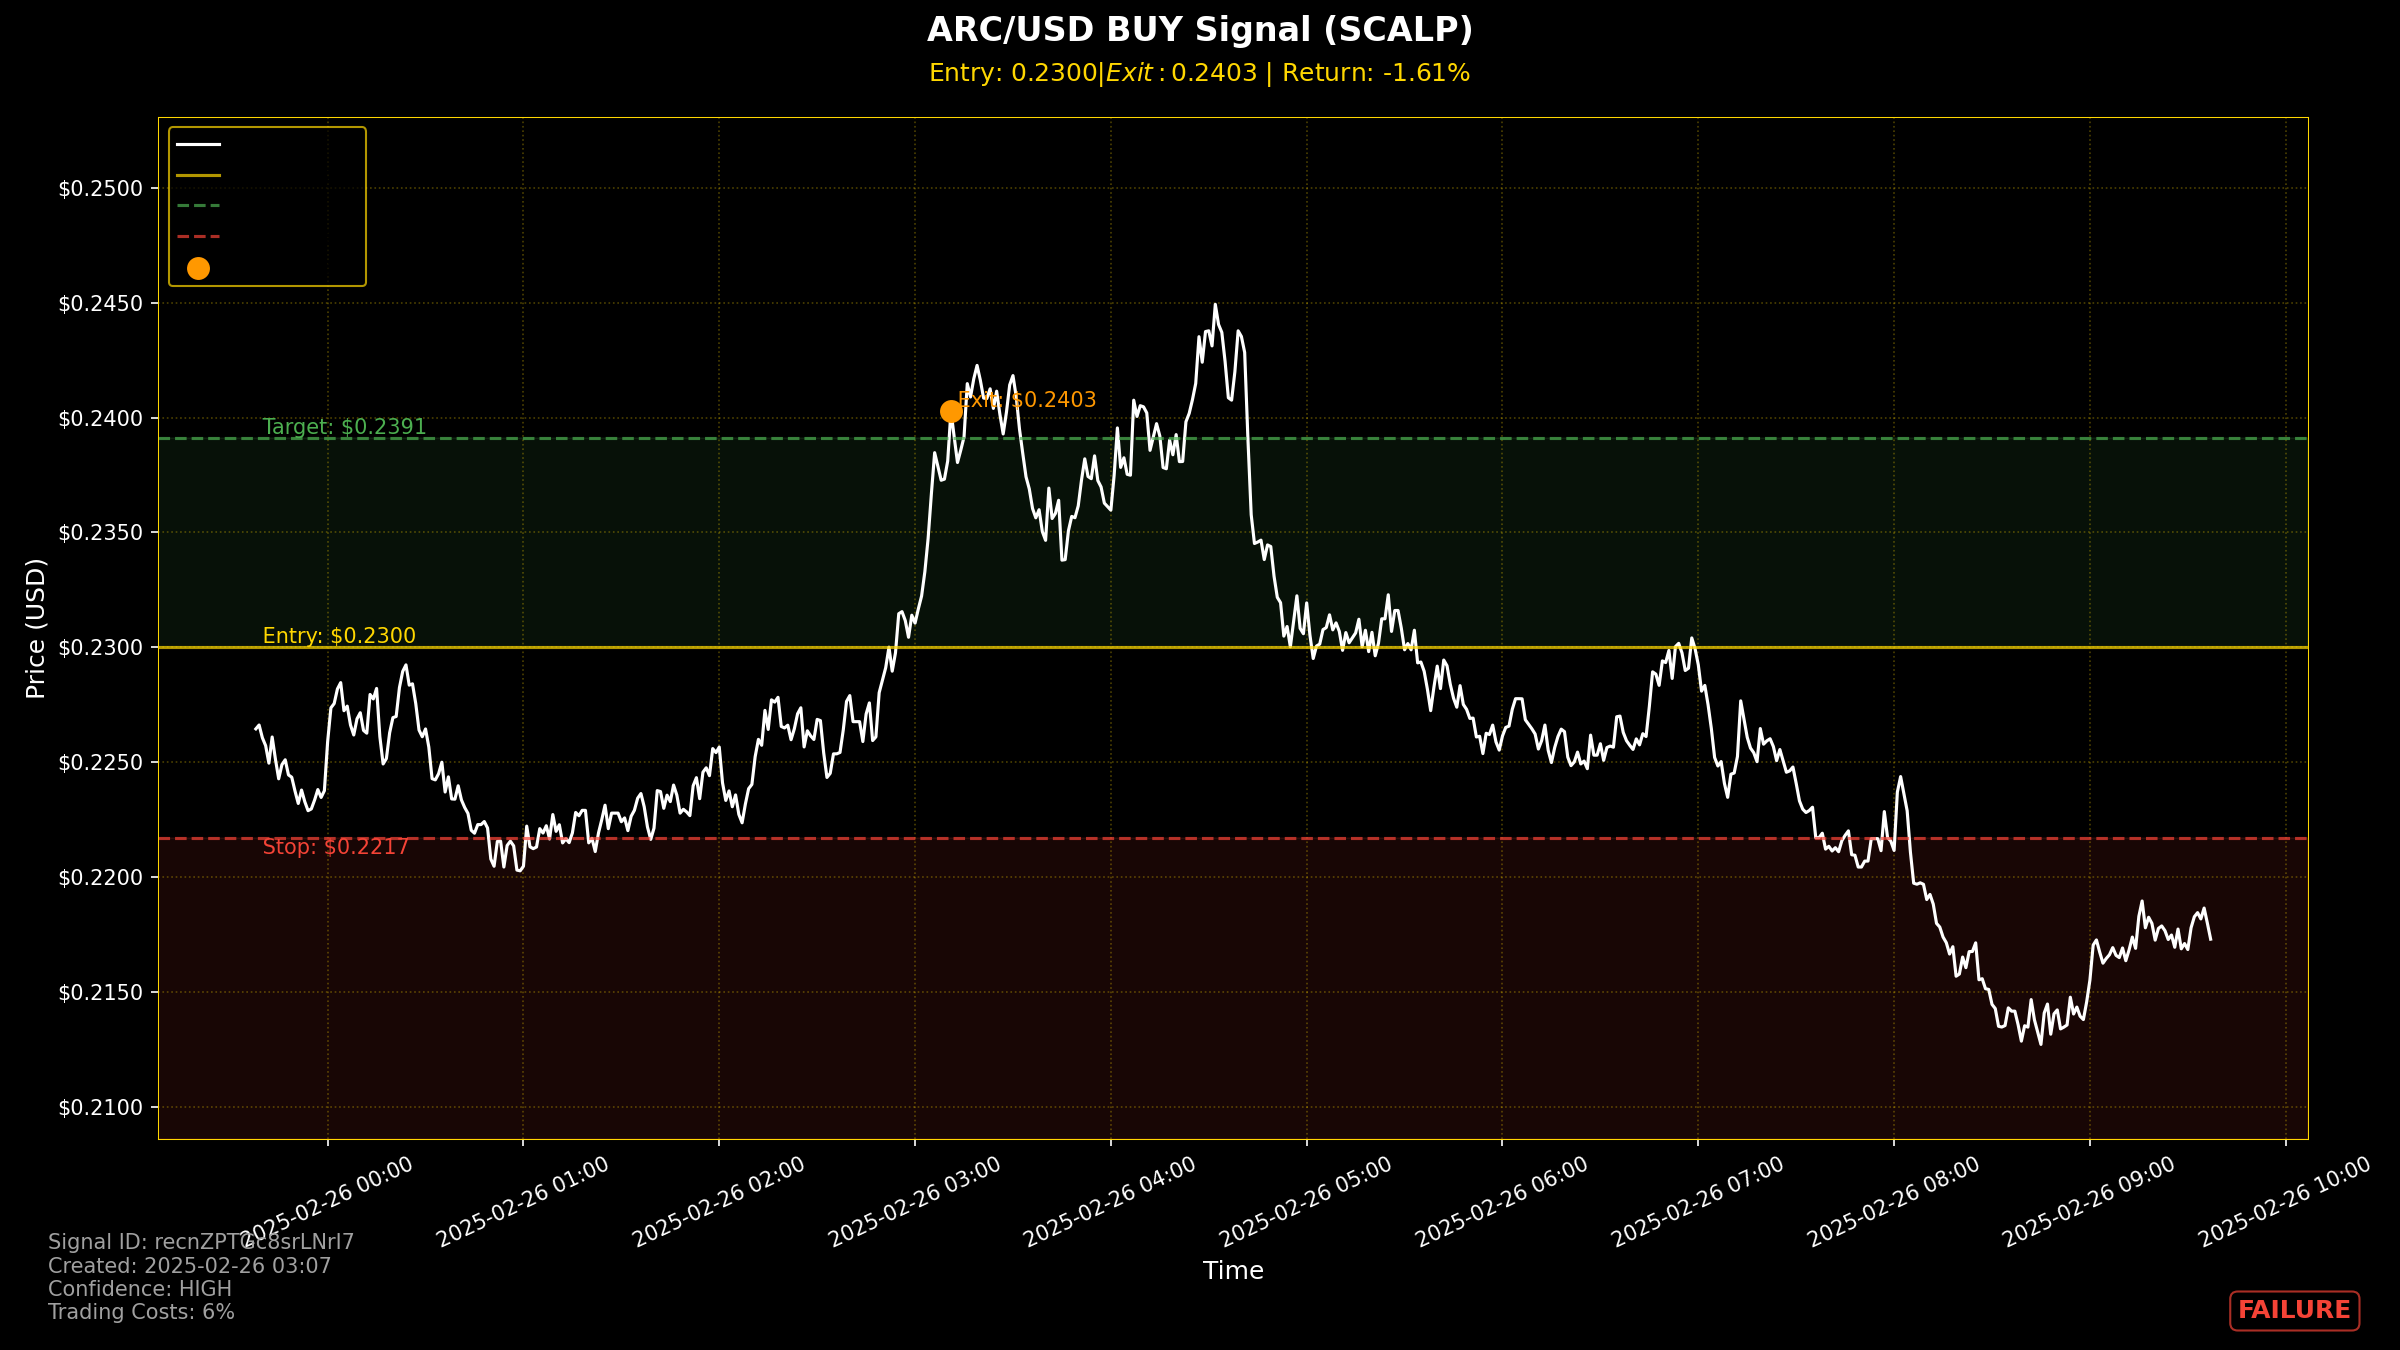 ARC/USD BUY Signal (SCALP)
Entry: 0.2300|Exit : 0.2403 | Return: -1.61%
$0.2500
$0.2450
$0.2400
$0.2350
$0.2300
$0.2250
$0.2200
$0.2150
$0.2100
Price (USD)
Exit: $0.2403
Target: $0.2391
Entry: $0.2300
Stop: $0.2217
2025-02-26 00:00
2025-02-26 01:00
2025-02-26 02:00
2025-02-26 03:00
2025-02-26 04:00
2025-02-26 05:00
2025-02-26 06:00
2025-02-26 07:00
2025-02-26 08:00
2025-02-26 09:00
2025-02-26 10:00
Time
Signal ID: recnZPTGc8srLNrI7
Created: 2025-02-26 03:07
Confidence: HIGH
Trading Costs: 6%
FAILURE